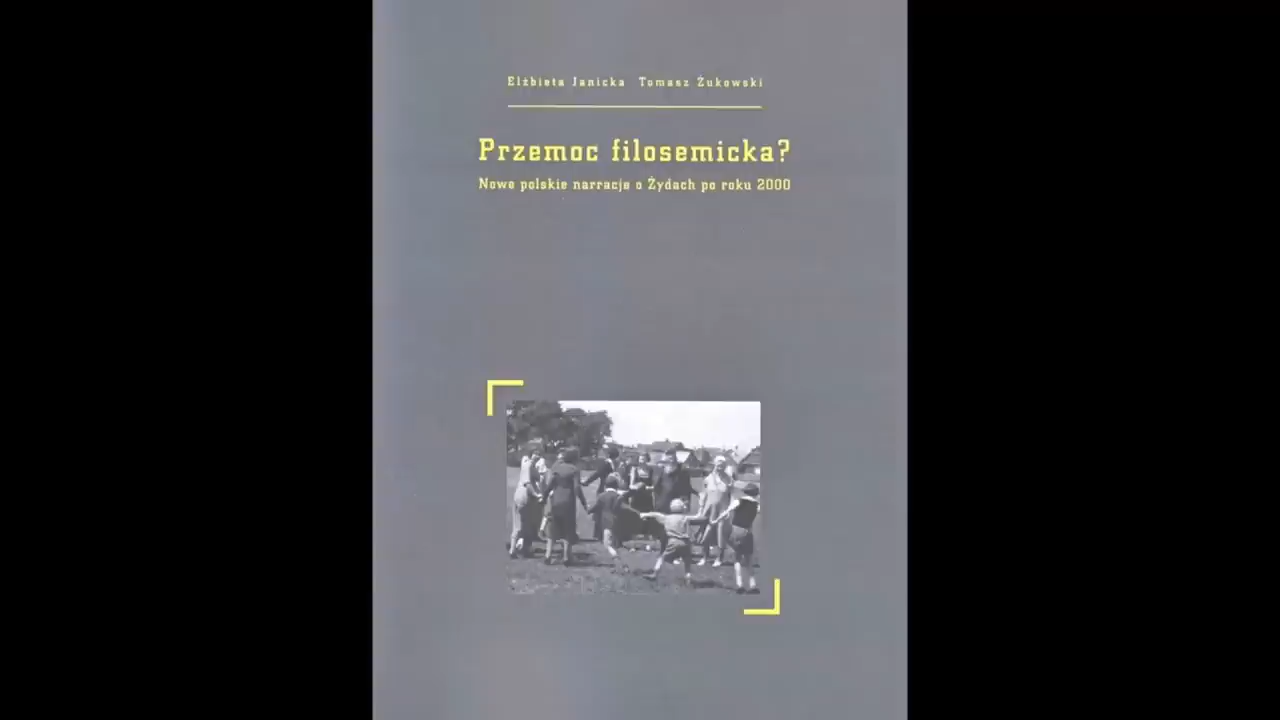 Elżbieta Janicka Tomasz Żukowski
Przemoc filosemicka?
Nowe polskie narracje o Żydach po roku 2000